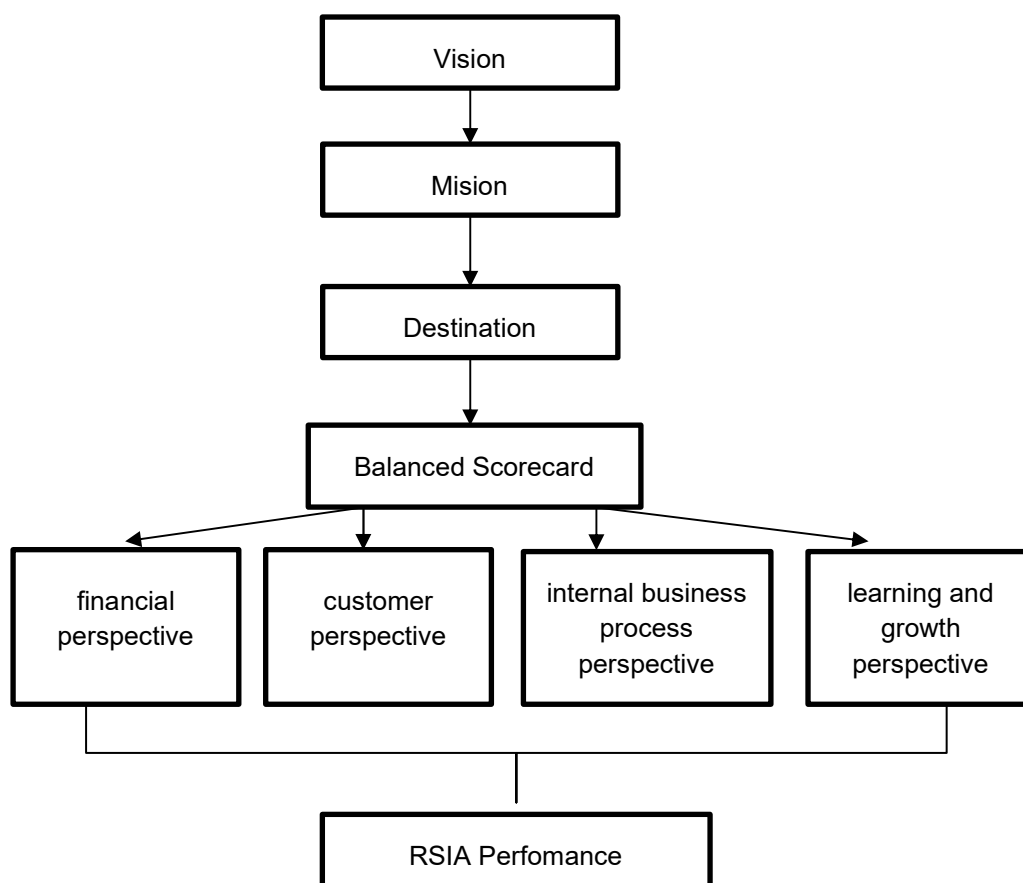 Vision
Mision
Destination
Balanced Scorecard
financial
perspective
customer
perspective
internal business
process
perspective
learning and
growth
perspective
RSIA Perfomance